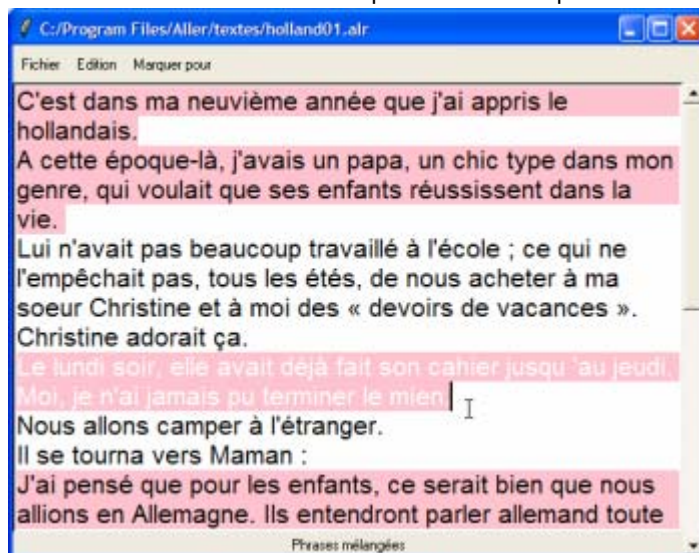 C:/Program Files/Aller/textes/holland01.alr
Fichier Edition Marquer pour
C'est dans ma neuvième année que j'ai appris le
hollandais.
A cette époque-là, j'avais un papa, un chic type dans mon
genre, qui voulait que ses enfants réussissent dans la
vie.
Lui n'avait pas beaucoup travaillé à l'école ; ce qui ne
l'empêchait pas, tous les étés, de nous acheter à ma
soeur Christine et à moi des « devoirs de vacances ».
Christine adorait ça.
Le lundi soir, elle avait déjà fait son cahier jusqu 'au jeudi.
Moi, je n'ai jamais pu terminer le mien.
Nous allons camper à l'étranger.
Il se tourna vers Maman :
J'ai pensé que pour les enfants, ce serait bien que nous
allions en Allemagne. Ils entendront parler allemand toute
Phrases mélangées